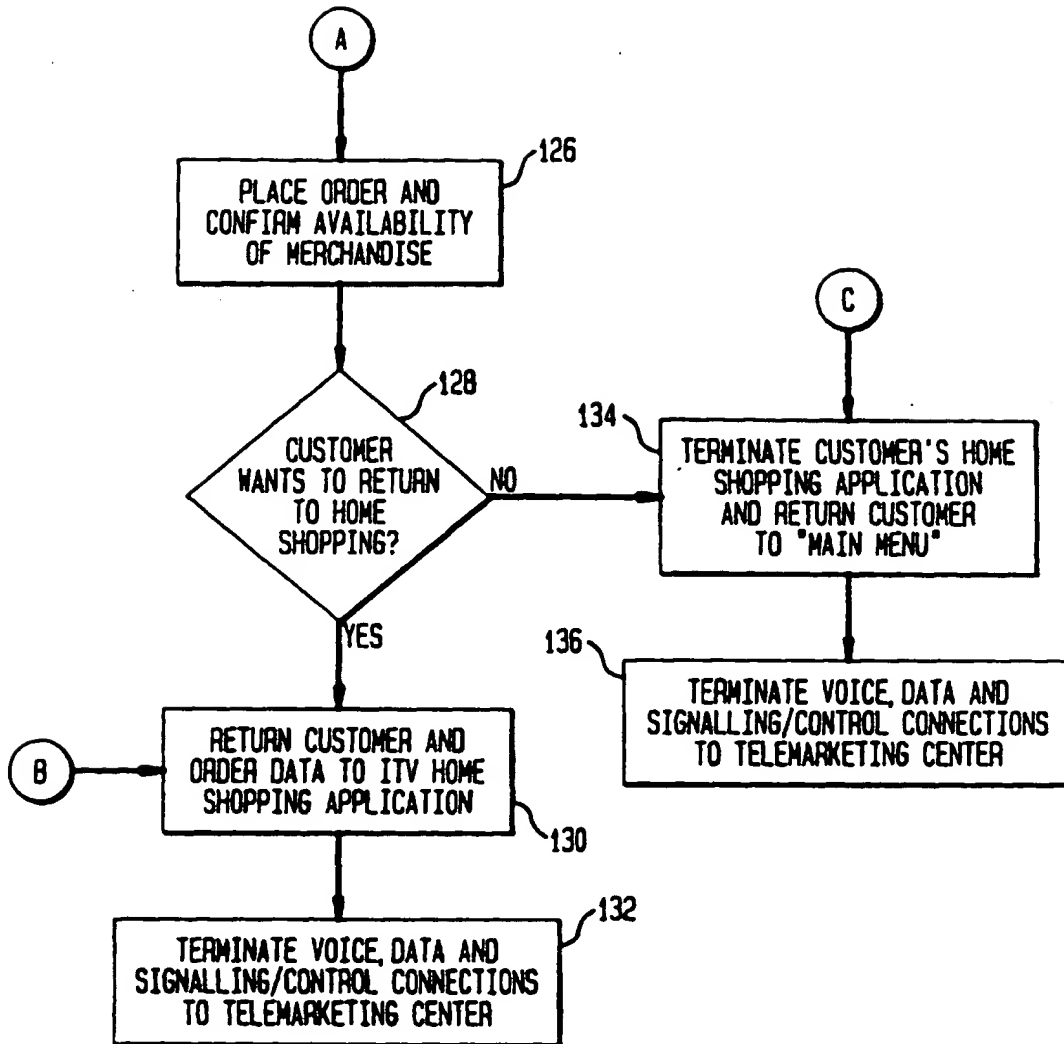 A
126
PLACE ORDER AND
CONFIRM AVAILABILITY
OF MERCHANDISE
128
CUSTOMER
WANTS TO RETURN
TO HOME
SHOPPING?
NO
YES
C
134
TERMINATE CUSTOMER'S HOME
SHOPPING APPLICATION
AND RETURN CUSTOMER
TO "MAIN MENU"
136
TERMINATE VOICE, DATA AND
SIGNALLING/CONTROL CONNECTIONS
TO TELEMARKETING CENTER
B
RETURN CUSTOMER AND
ORDER DATA TO ITV HOME
SHOPPING APPLICATION
130
132
TERMINATE VOICE, DATA AND
SIGNALLING/CONTROL CONNECTIONS
TO TELEMARKETING CENTER